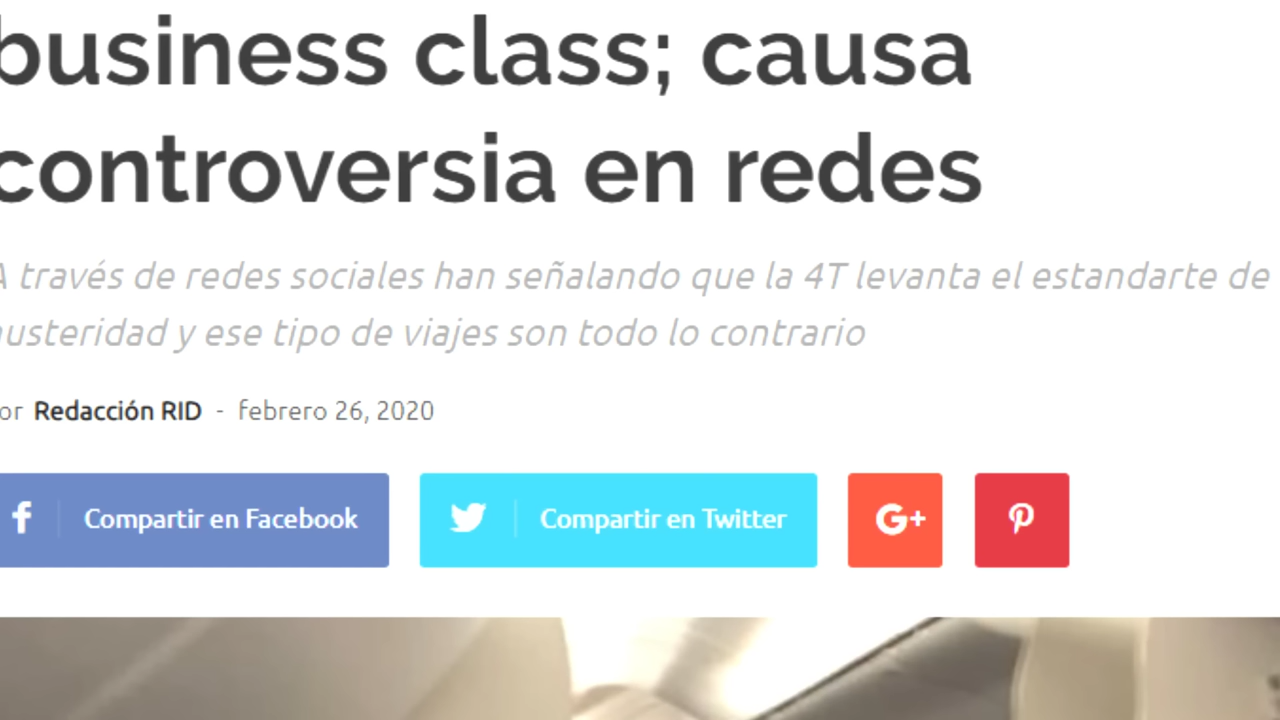 business class; causa
controversia en redes
A través de redes sociales han señalando que la 4T levanta el estandarte de
austeridad y ese tipo de viajes son todo lo contrario
or Redacción RID - febrero 26, 2020
Compartir en Facebook Compartir en Twitter G+